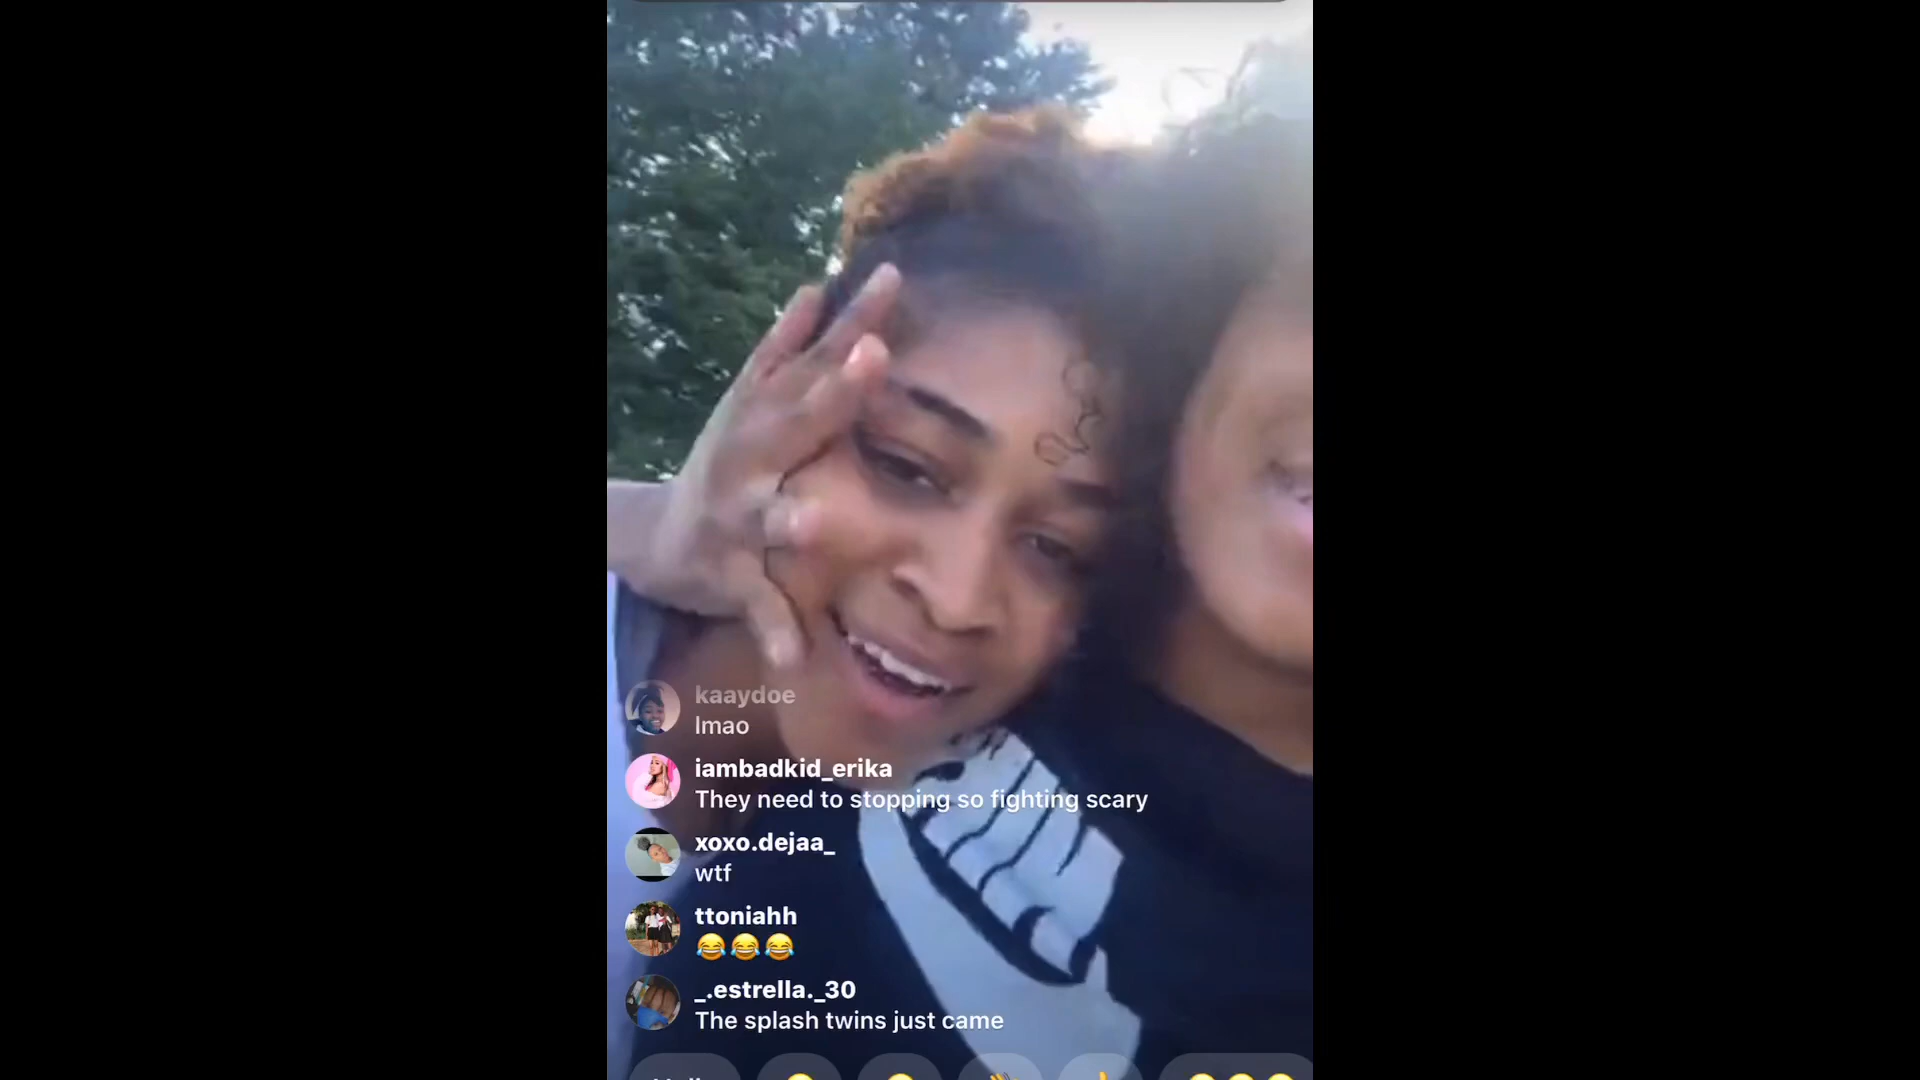 kaaydoe
lmao
iambadkid_erika
They need to stopping so fighting scary
xoxo.dejaa_
wtf
ttoniahh
😂😂😂
_.estrella._30
The splash twins just came